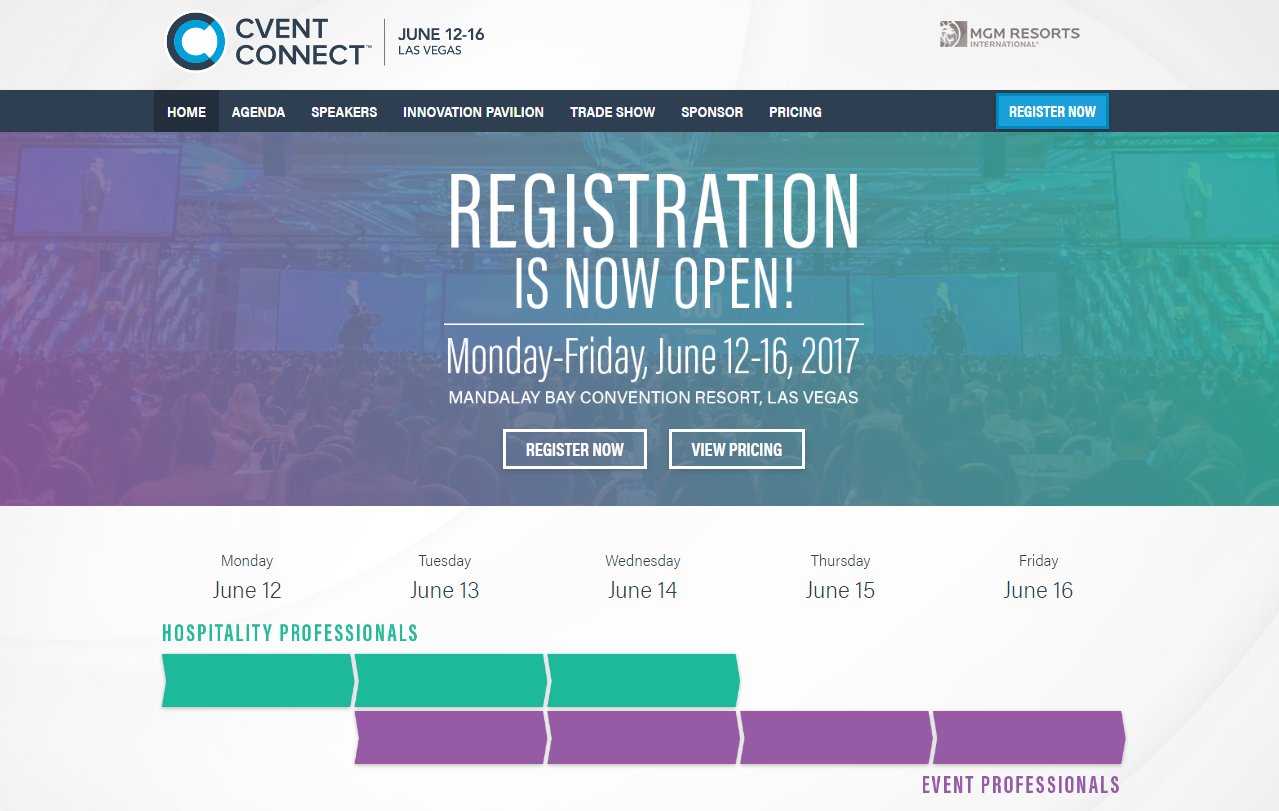 CVENT
CONNECT™
JUNE 12-16
LAS VEGAS
MGM RESORTS
INTERNATIONAL®
HOME AGENDA SPEAKERS INNOVATION PAVILION TRADE SHOW SPONSOR PRICING REGISTER NOW
REGISTRATION
IS NOW OPEN!
Monday-Friday, June 12-16, 2017
MANDALAY BAY CONVENTION RESORT, LAS VEGAS
REGISTER NOW VIEW PRICING
Monday Tuesday Wednesday Thursday Friday
June 12 June 13 June 14 June 15 June 16
HOSPITALITY PROFESSIONALS
EVENT PROFESSIONALS